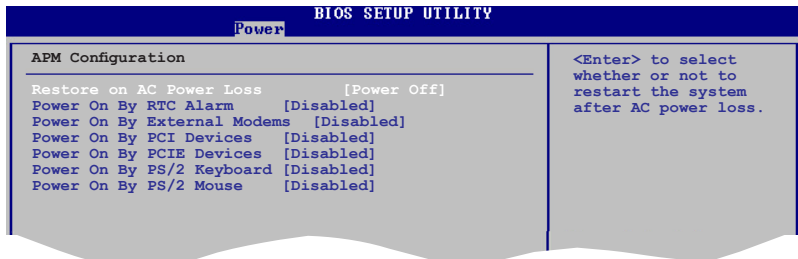 BIOS SETUP UTILITY
Power
APM Configuration
Restore on AC Power Loss [Power Off]
Power On By RTC Alarm [Disabled]
Power On By External Modems [Disabled]
Power On By PCI Devices [Disabled]
Power On By PCIE Devices [Disabled]
Power On By PS/2 Keyboard [Disabled]
Power On By PS/2 Mouse [Disabled]
<Enter> to select
whether or not to
restart the system
after AC power loss.